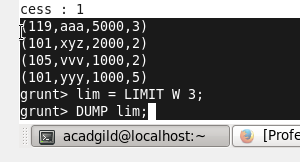 cess : 1
(119,aaa,5000,3)
(101,xyz,2000,2)
(105,vvv,1000,2)
(101,yyy,1000,5)
grunt> lim = LIMIT W 3;
grunt> DUMP lim;
acadgild@localhost:~
[Prof